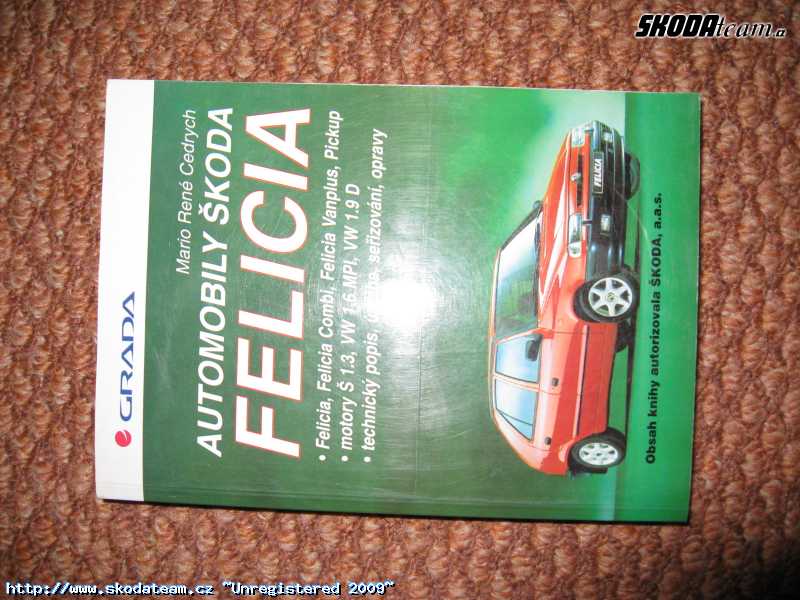 SKODAteam.cz
GRADA
Mario René Cedrych
AUTOMOBILY ŠKODA
FELICIA
• Felicia, Felicia Combi, Felicia Vanplus, Pickup
• motory Š 1.3, VW 1.6 MPI, VW 1.9 D
• technický popis, seřizování, opravy
FELICIA
Obsah knihy autorizovala ŠKODA, a.a.s.
http://www.skodateam.cz ~Unregistered 2009~